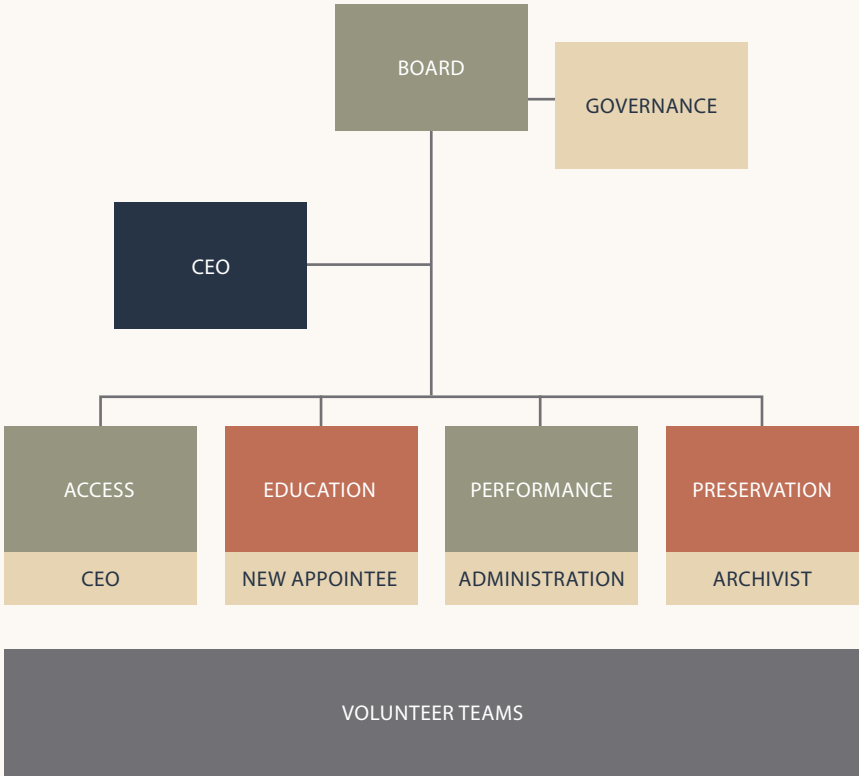 BOARD
GOVERNANCE
CEO
ACCESS
EDUCATION
PERFORMANCE
PRESERVATION
CEO
NEW APPOINTEE
ADMINISTRATION
ARCHIVIST
VOLUNTEER TEAMS